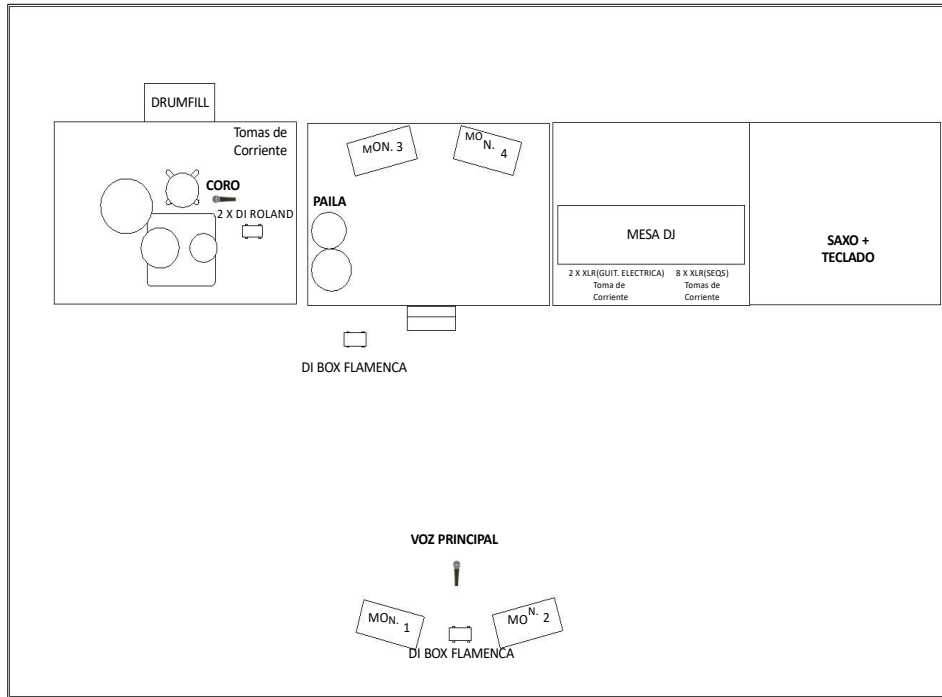 DRUMFILL
Tomas de
Corriente
CORO
2 X DI ROLAND
MON. 3
MON. 4
PAILA
MESA DJ
2 X XLR(GUIT. ELECTRICA)
Toma de
Corriente
8 X XLR(SEQS)
Tomas de
Corriente
SAXO +
TECLADO
DI BOX FLAMENCA
VOZ PRINCIPAL
MON. 1
MON. 2
DI BOX FLAMENCA